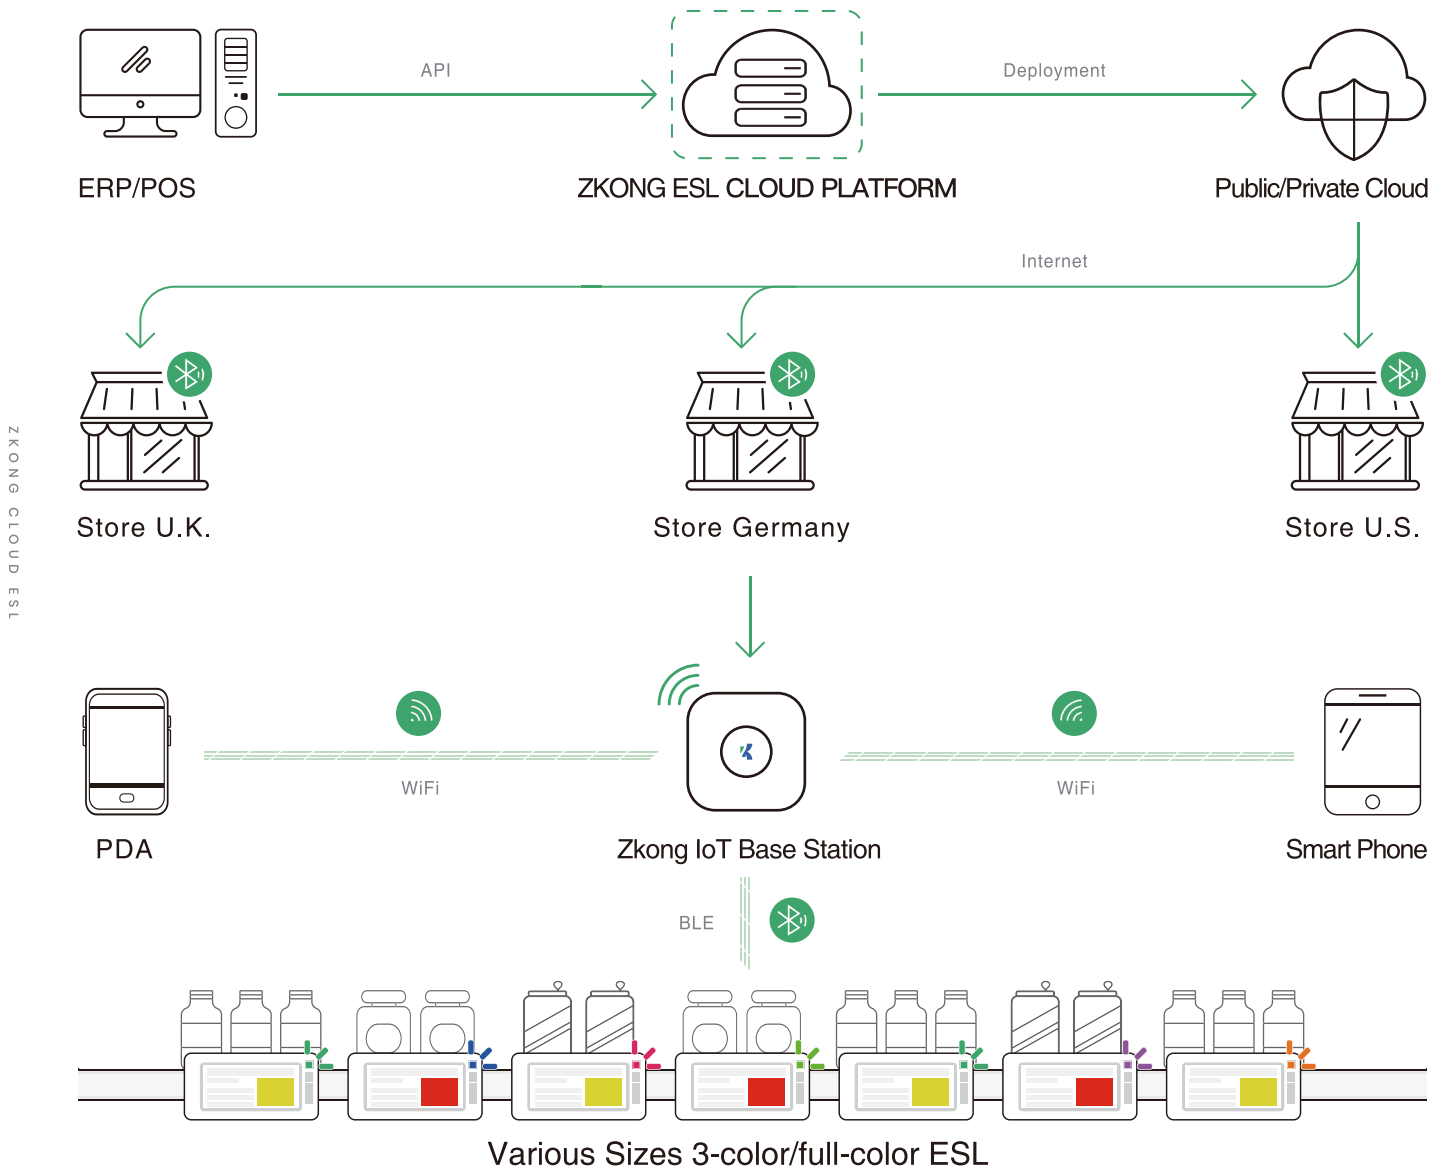 API
Deployment
ERP/POS
ZKONG ESL CLOUD PLATFORM
Public/Private Cloud
Internet
Store U.K.
Store Germany
Store U.S.
ZKONG CLOUD ESL
WiFi
WiFi
PDA
Zkong IoT Base Station
Smart Phone
BLE
Various Sizes 3-color/full-color ESL